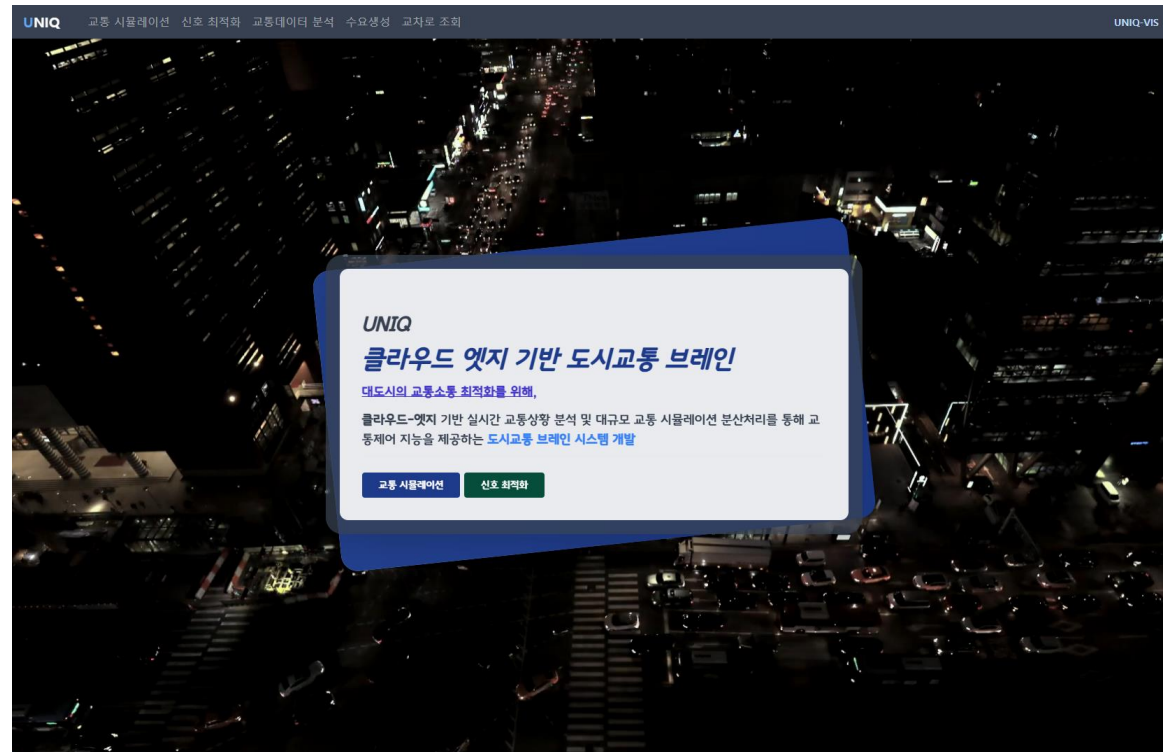 UNIQ 교통 시뮬레이션 신호 최적화 교통데이터 분석 수요생성 교차로 조회 UNIQ-VIS
UNIQ
클라우드 엣지 기반 도시교통 브레인
대도시의 교통소통 최적화를 위해,
클라우드-엣지 기반 실시간 교통상황 분석 및 대규모 교통 시뮬레이션 분산처리를 통해 교
통제어 지능을 제공하는 도시교통 브레인 시스템 개발
교통 시뮬레이션 신호 최적화